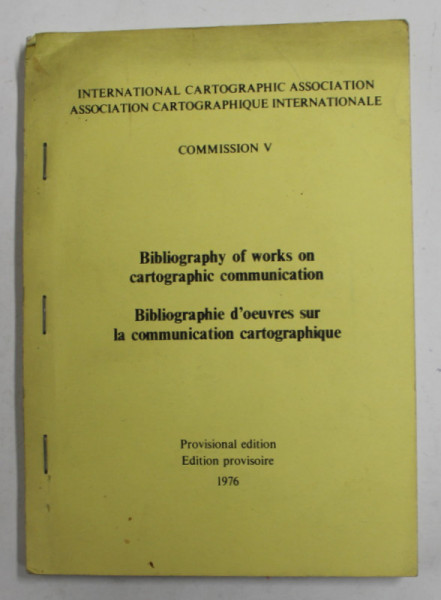 INTERNATIONAL CARTOGRAPHIC ASSOCIATION
ASSOCIATION CARTOGRAPHIQUE INTERNATIONALE
COMMISSION V
Bibliography of works on
cartographic communication
Bibliographie d'oeuvres sur
la communication cartographique
Provisional edition
Edition provisoire
1976